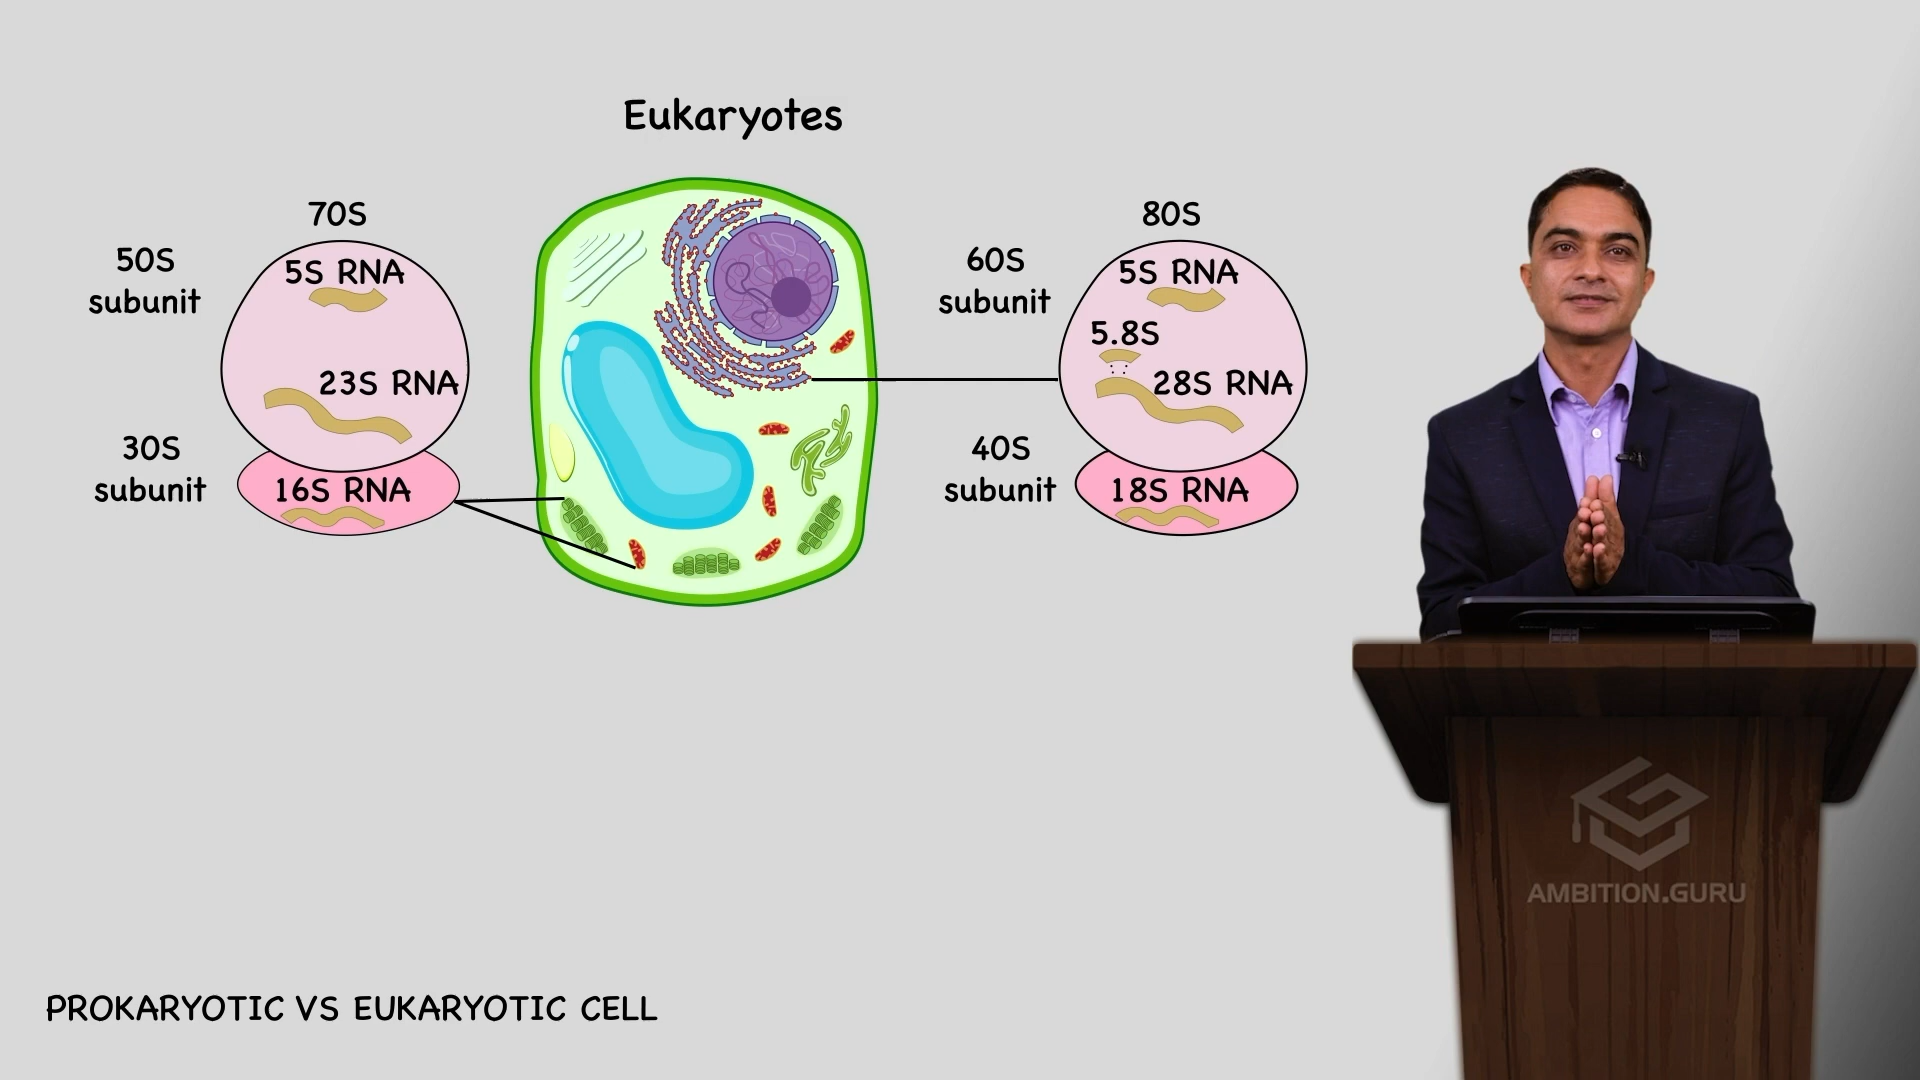 Eukaryotes
70S
50S
subunit
5S RNA
23S RNA
30S
subunit
16S RNA
80S
60S
subunit
5S RNA
5.8S
28S RNA
40S
subunit
18S RNA
AMBITION.GURU
PROKARYOTIC VS EUKARYOTIC CELL